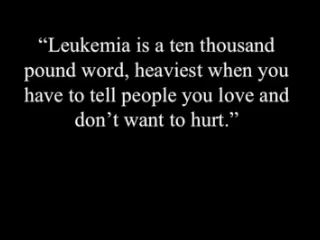 “Leukemia is a ten thousand
pound word, heaviest when you
have to tell people you love and
don’t want to hurt.”